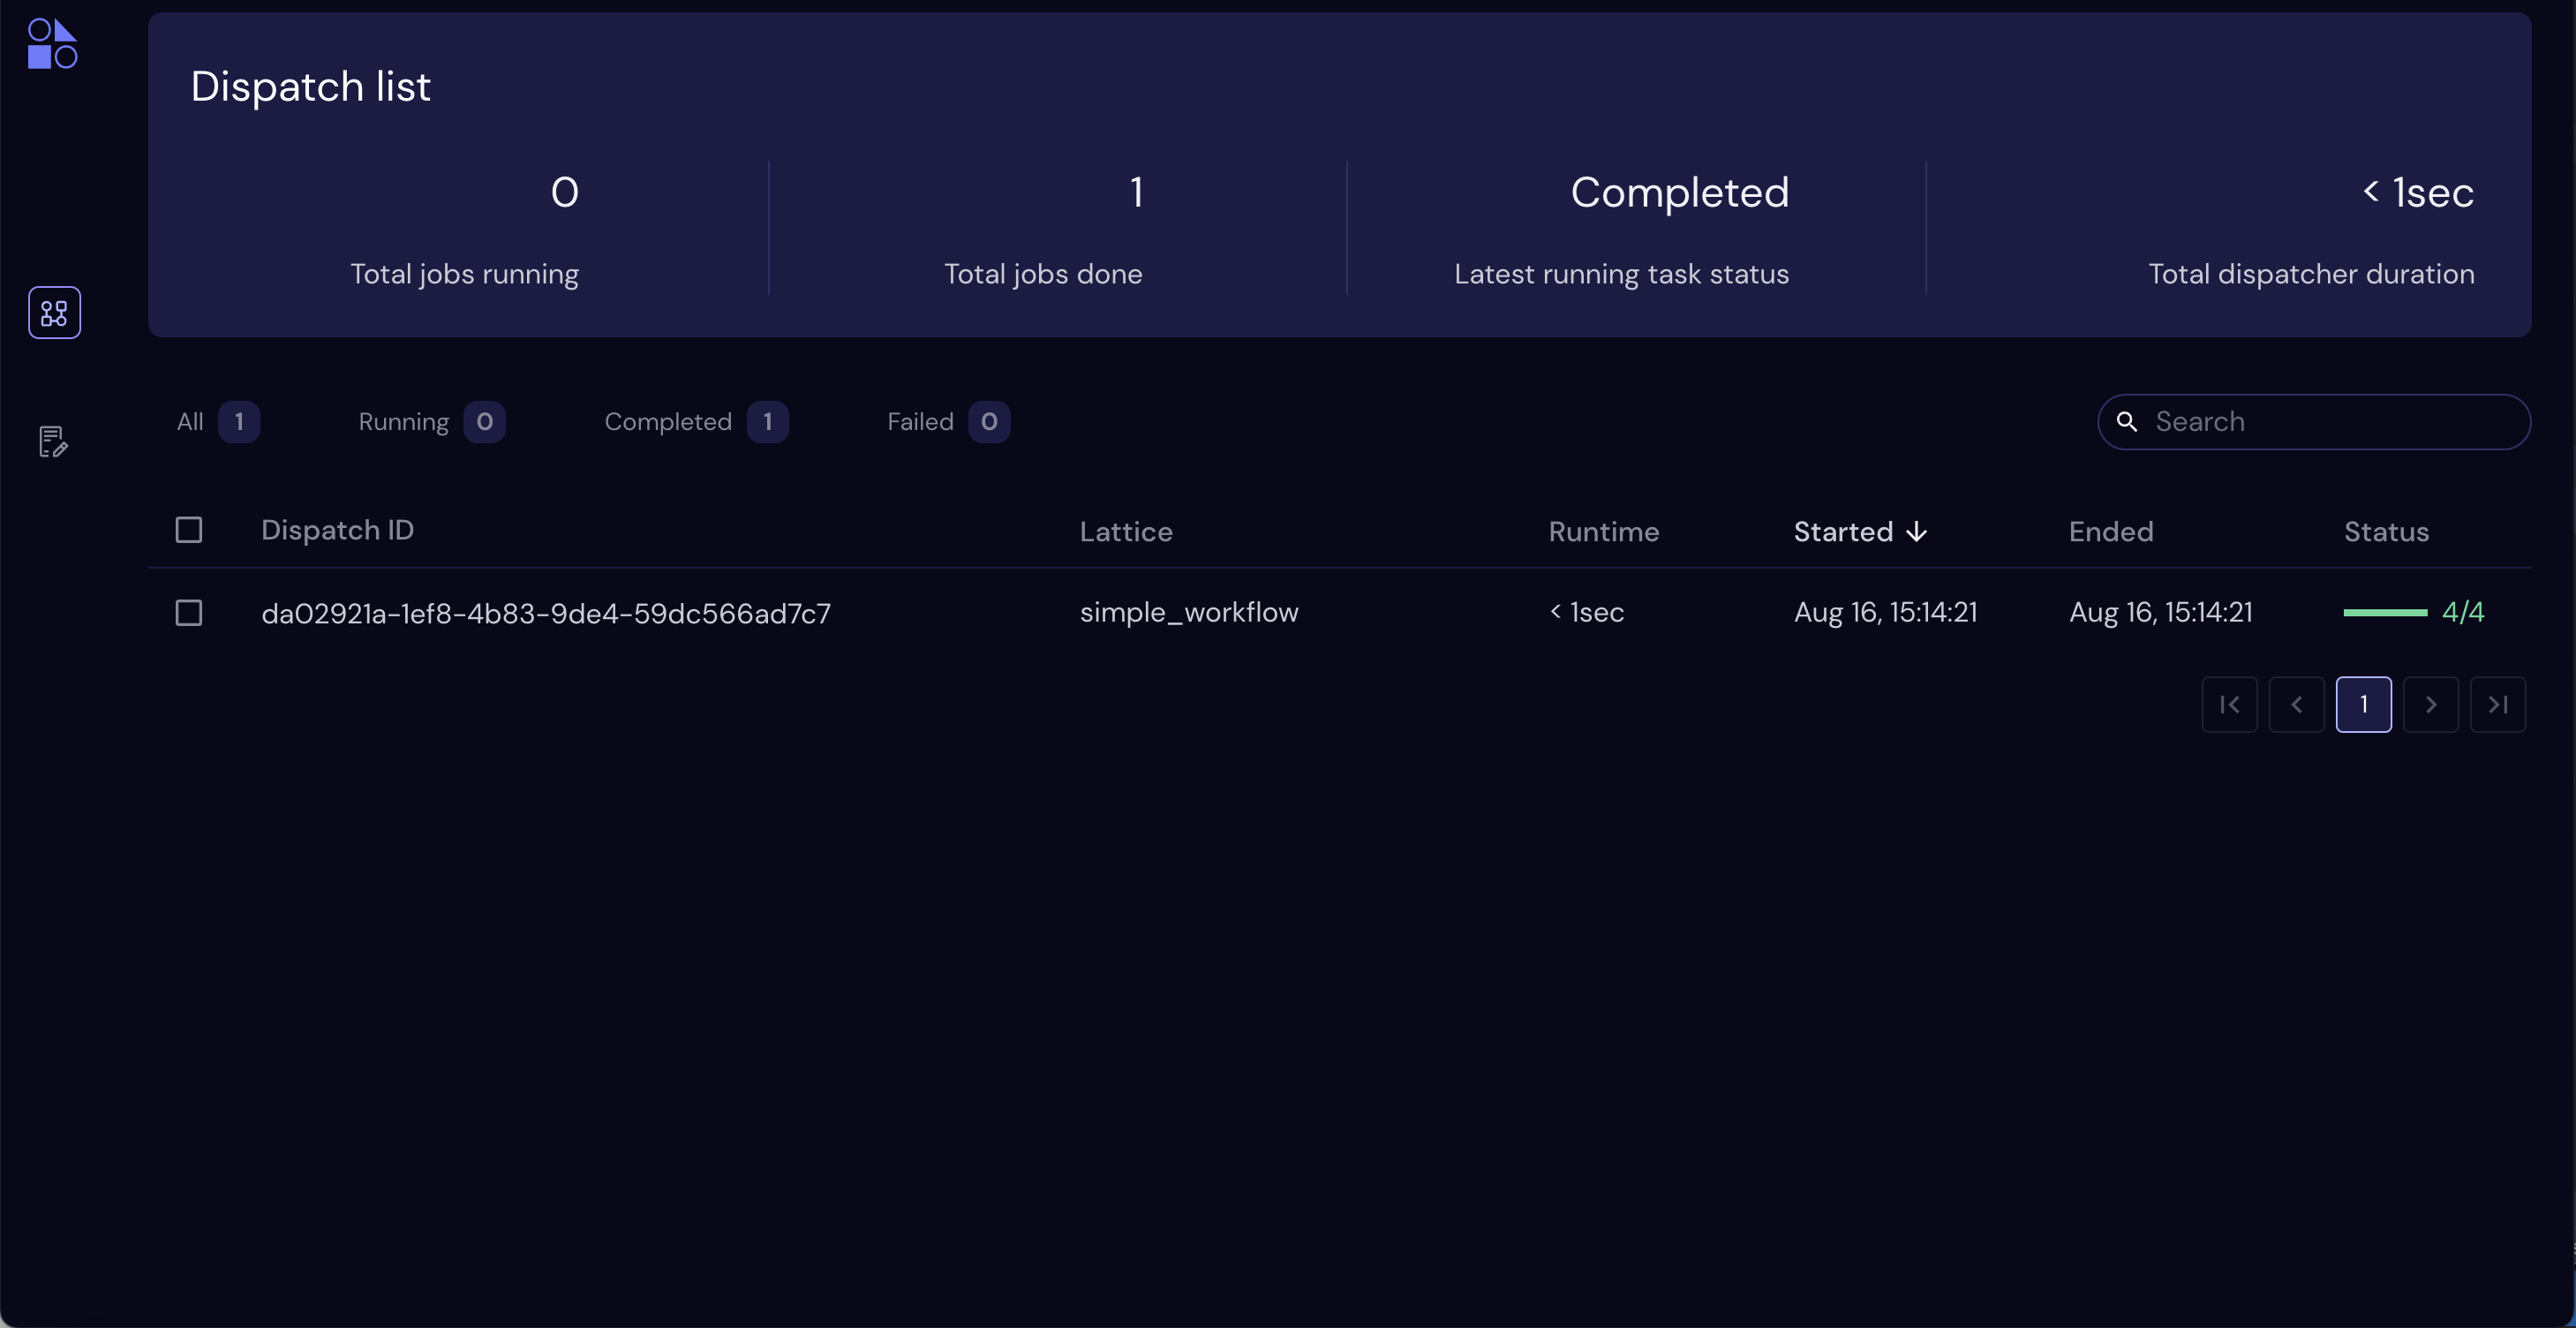 Dispatch list
0
Total jobs running
1
Total jobs done
Completed
Latest running task status
< 1sec
Total dispatcher duration
All 1 Running 0 Completed 1 Failed 0 Search
Dispatch ID Lattice Runtime Started Ended Status
da02921a-1ef8-4b83-9de4-59dc566ad7c7 simple_workflow < 1sec Aug 16, 15:14:21 Aug 16, 15:14:21 4/4
1